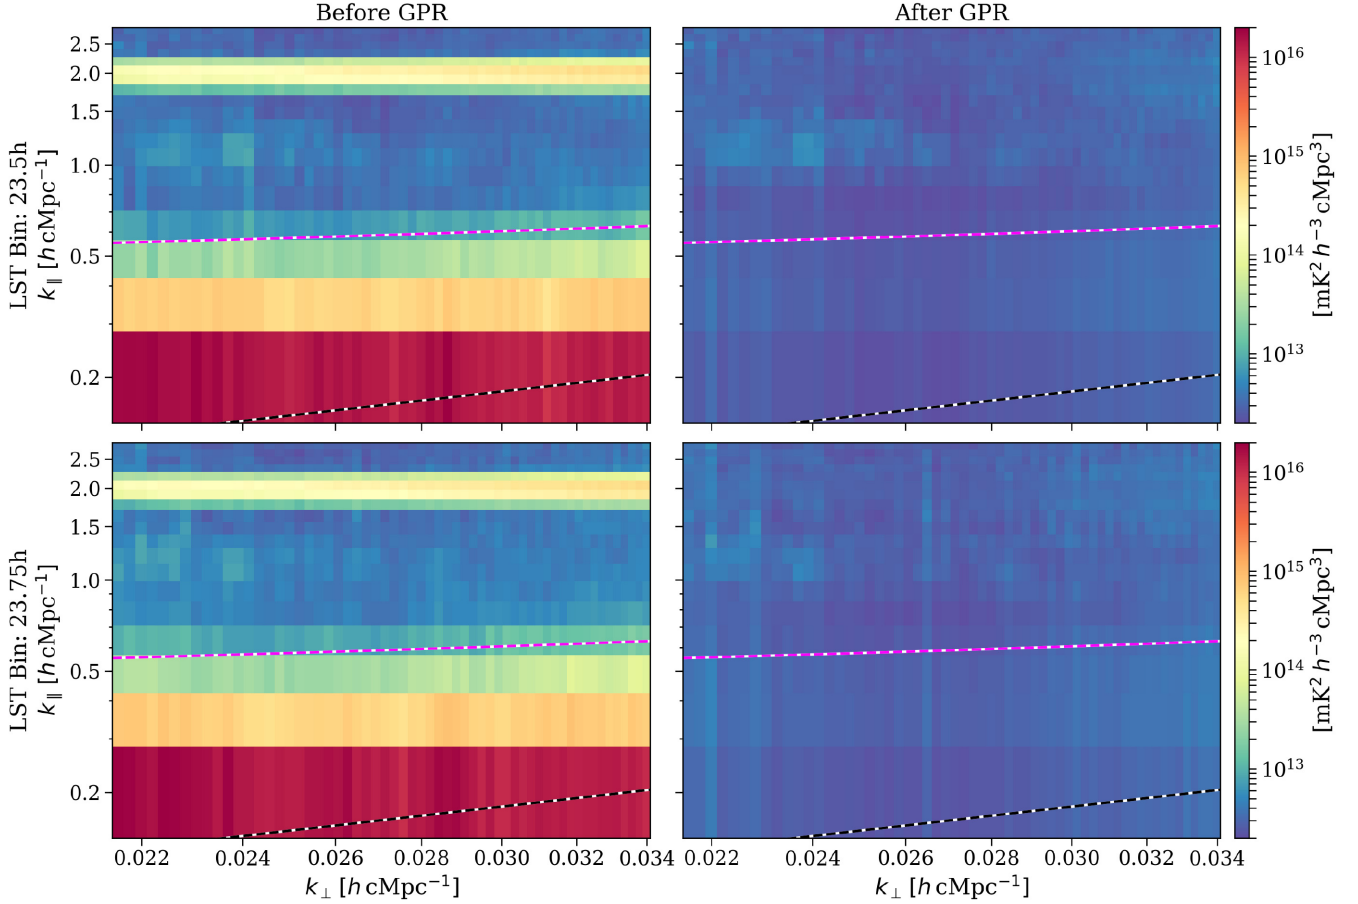 Before GPR
After GPR
LST Bin: 23.5h
k∥ [h cMpc⁻¹]
2.5
2.0
1.5
1.0
0.5
0.2
10¹⁶
10¹⁵
10¹⁴
10¹³
[mK² h⁻³ cMpc³]
LST Bin: 23.75h
k∥ [h cMpc⁻¹]
2.5
2.0
1.5
1.0
0.5
0.2
10¹⁶
10¹⁵
10¹⁴
10¹³
[mK² h⁻³ cMpc³]
0.022 0.024 0.026 0.028 0.030 0.032 0.034
0.022 0.024 0.026 0.028 0.030 0.032 0.034
k⊥ [h cMpc⁻¹]
k⊥ [h cMpc⁻¹]